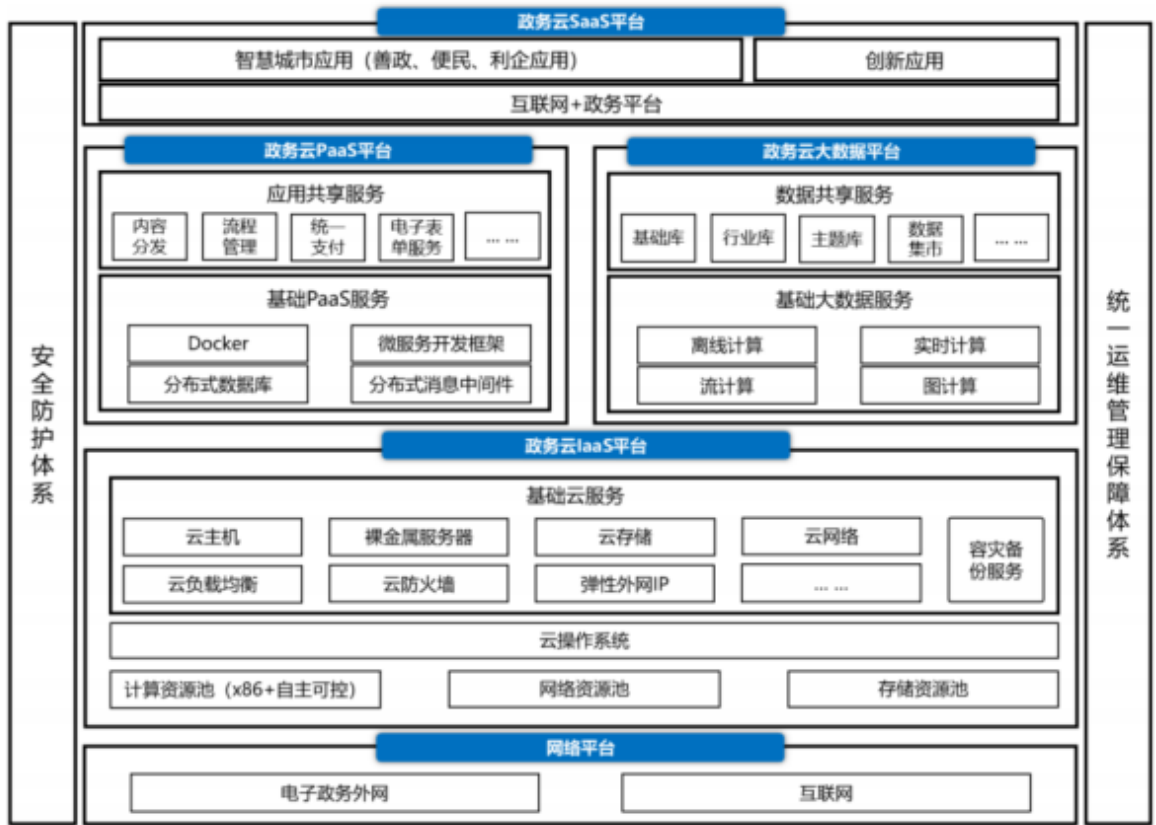 政务云SaaS平台
智慧城市应用（善政、便民、利企应用）
创新应用
互联网+政务平台
政务云PaaS平台
应用共享服务
内容
分发
流程
管理
统一
支付
电子表
单服务
... ...
基础PaaS服务
Docker
微服务开发框架
分布式数据库
分布式消息中间件
政务云大数据平台
数据共享服务
基础库
行业库
主题库
数据
集市
... ...
基础大数据服务
离线计算
实时计算
流计算
图计算
政务云IaaS平台
基础云服务
云主机
裸金属服务器
云存储
云网络
云负载均衡
云防火墙
弹性外网IP
... ...
容灾备
份服务
云操作系统
计算资源池（x86+自主可控）
网络资源池
存储资源池
网络平台
电子政务外网
互联网
安全防护体系
统一运维管理保障体系